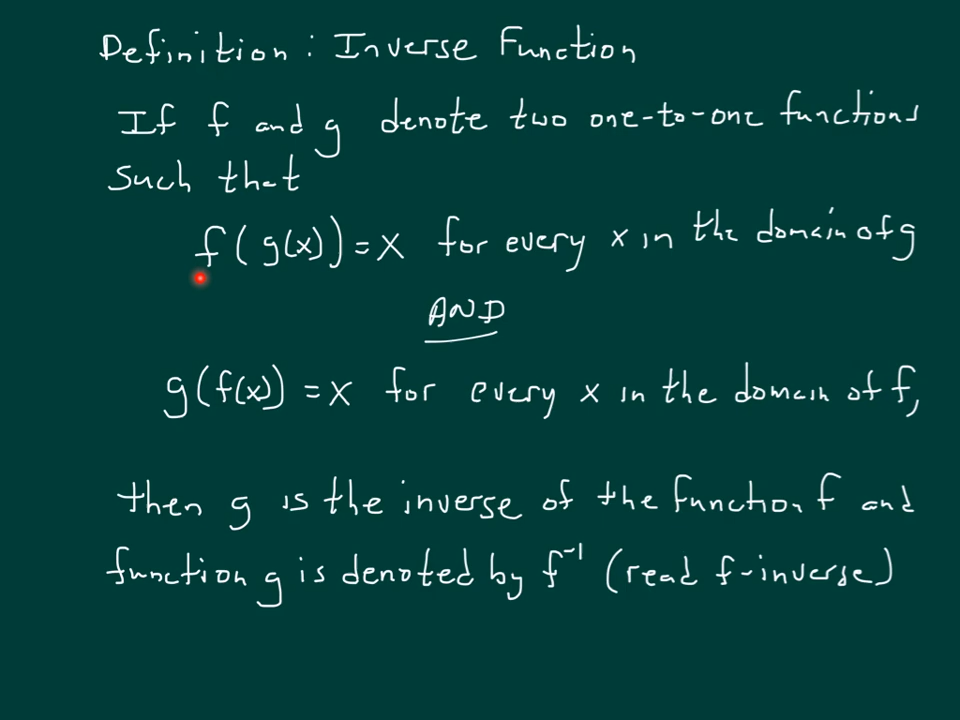 Definition: Inverse Function
If f and g denote two one-to-one functions
such that
f(g(x)) = x for every x in the domain of g
AND
g(f(x)) = x for every x in the domain of f,
then g is the inverse of the function f and
function g is denoted by f⁻¹ (read f-inverse)